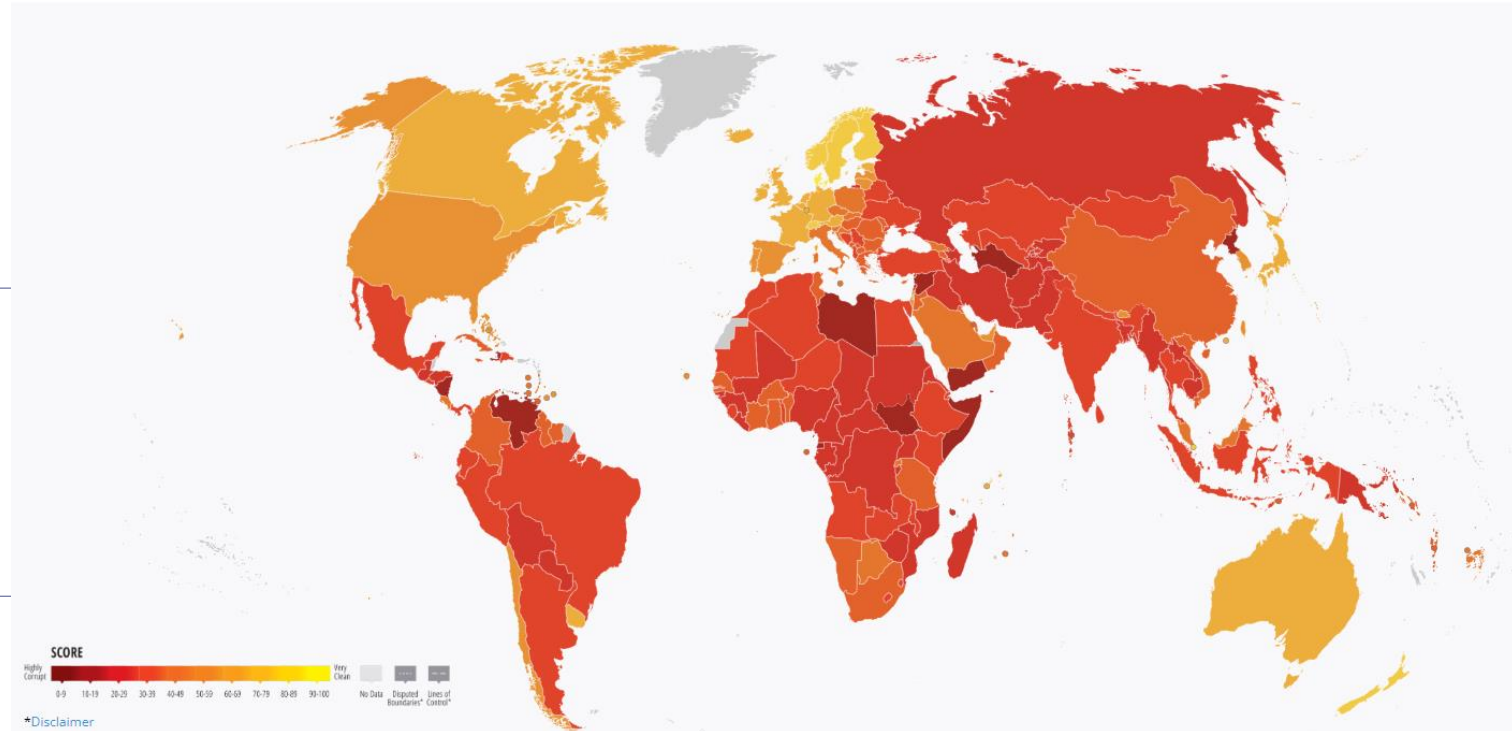 SCORE
Highly Corrupt
Very Clean
0-9 10-19 20-29 30-39 40-49 50-59 60-69 70-79 80-89 90-100
No Data
Disputed Boundaries*
Lines of Control*
*Disclaimer